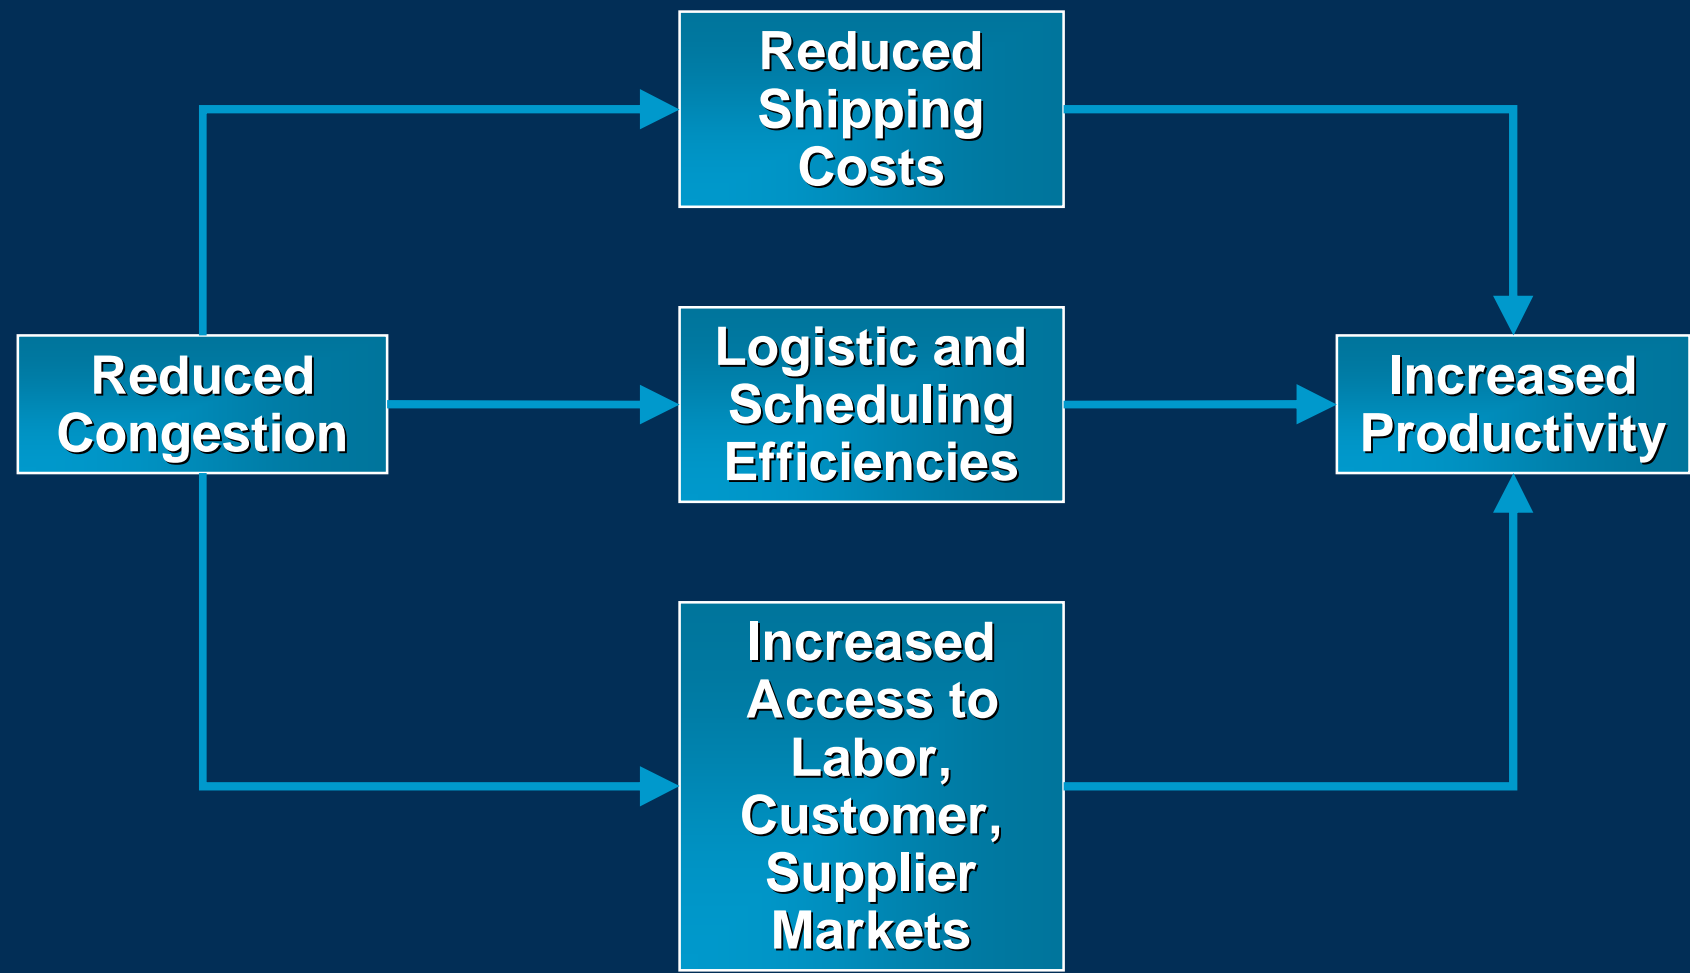 Reduced
Shipping
Costs
Reduced
Congestion
Logistic and
Scheduling
Efficiencies
Increased
Productivity
Increased
Access to
Labor,
Customer,
Supplier
Markets